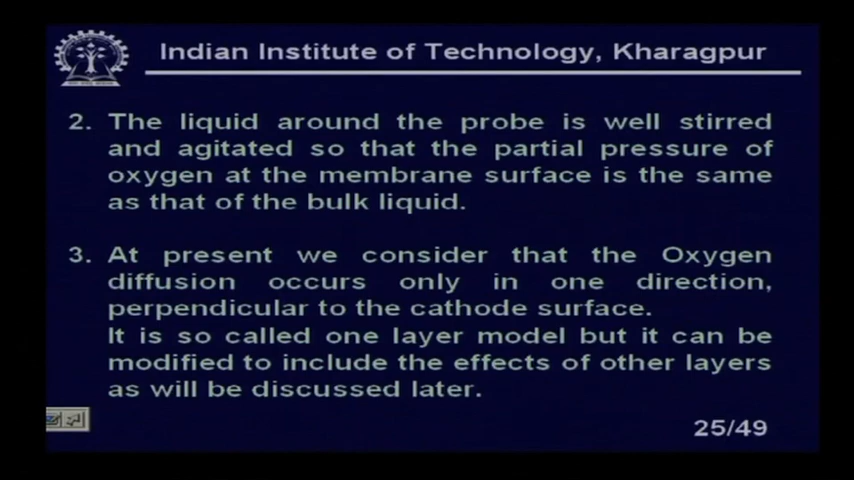 Indian Institute of Technology, Kharagpur
2. The liquid around the probe is well stirred
and agitated so that the partial pressure of
oxygen at the membrane surface is the same
as that of the bulk liquid.
3. At present we consider that the Oxygen
diffusion occurs only in one direction,
perpendicular to the cathode surface.
It is so called one layer model but it can be
modified to include the effects of other layers
as will be discussed later.
25/49